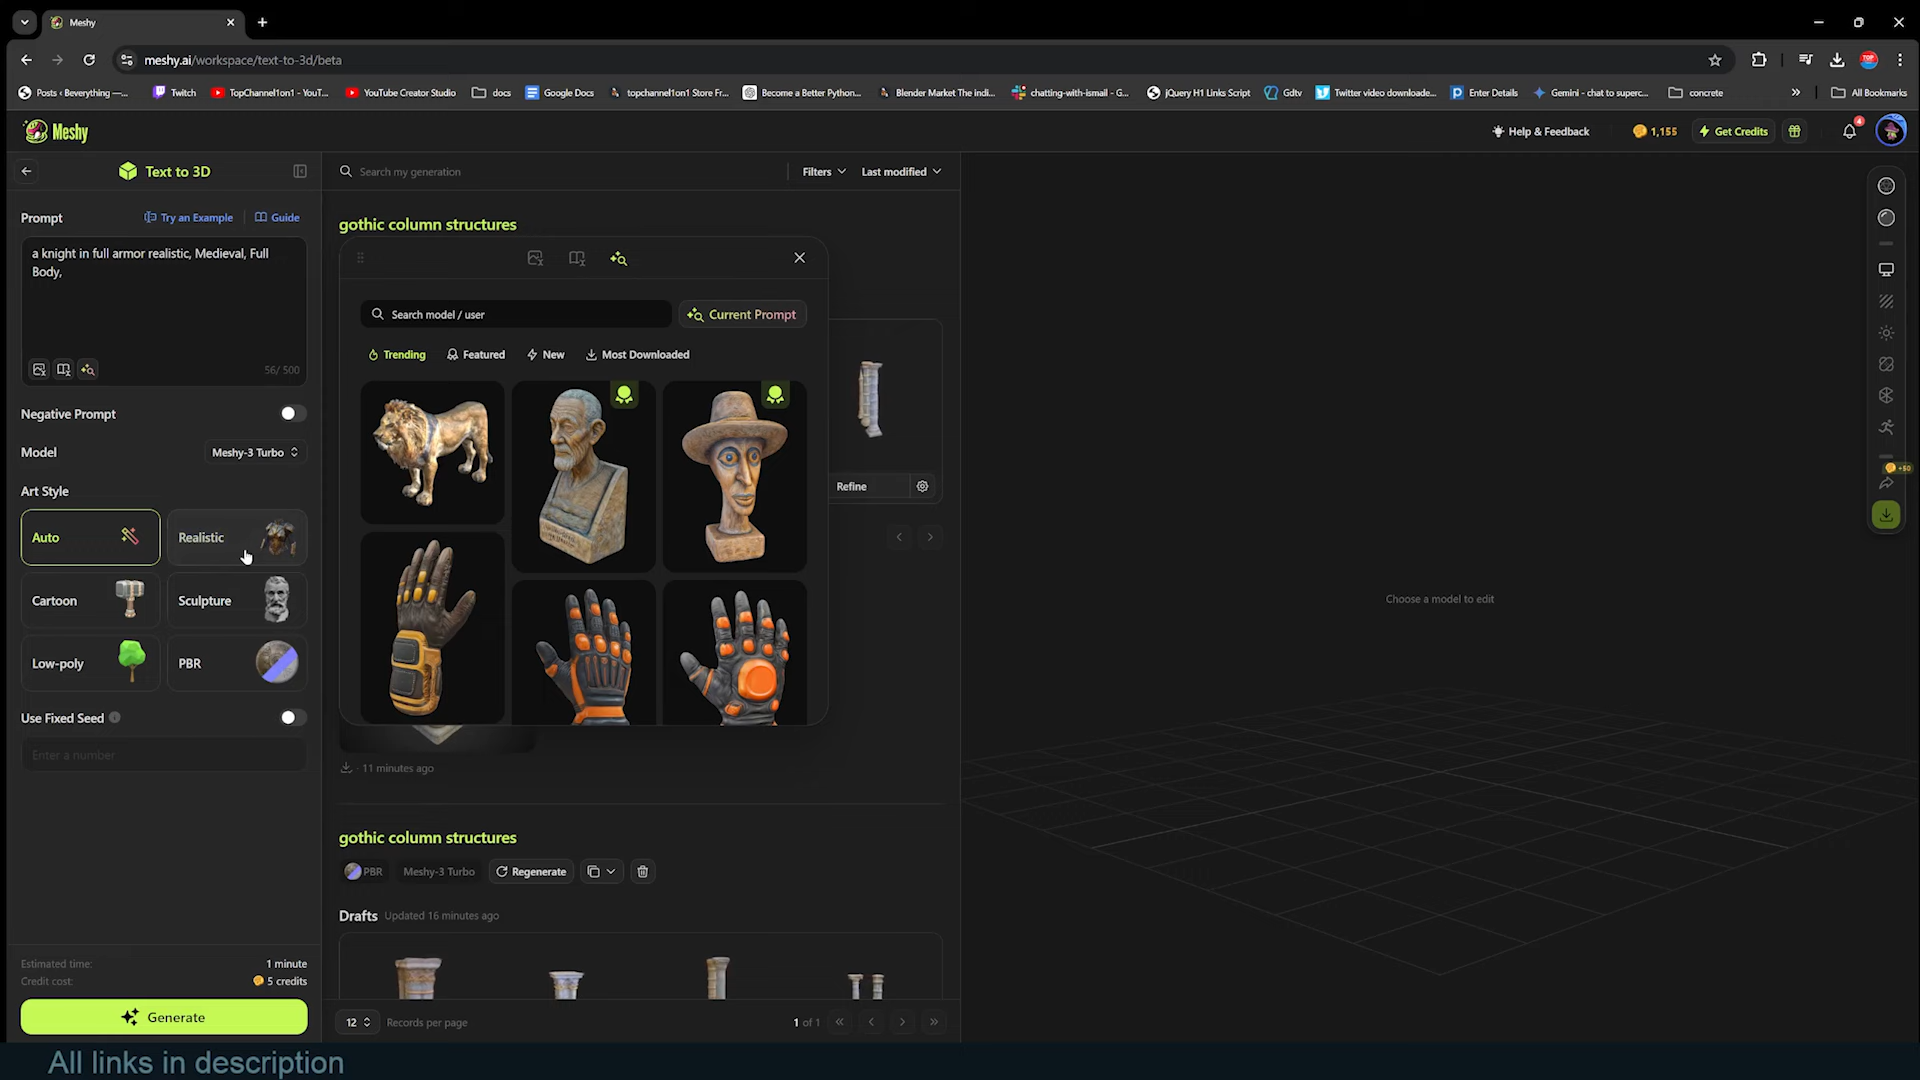 Meshy
meshy.ai/workspace/text-to-3d/beta
Posts ‹ Beverything —...
Twitch
TopChannel1on1 - YouT...
YouTube Creator Studio
docs
Google Docs
topchannel1on1 Store Fr...
Become a Better Python...
Blender Market The indi...
chatting-with-ismail - G...
jQuery H1 Links Script
Gdtv
Twitter video downloade...
Enter Details
Gemini - chat to superc...
concrete
All Bookmarks
Meshy
Help & Feedback
1,155
Get Credits
4
Text to 3D
Search my generation
Filters
Last modified
Prompt
Try an Example
Guide
a knight in full armor realistic, Medieval, Full
Body,
56/ 500
Negative Prompt
Model
Meshy-3 Turbo
Art Style
Auto
Realistic
Cartoon
Sculpture
Low-poly
PBR
Use Fixed Seed
Enter a number
Estimated time:
1 minute
Credit cost:
5 credits
Generate
gothic column structures
Search model / user
Current Prompt
Trending
Featured
New
Most Downloaded
Refine
11 minutes ago
gothic column structures
PBR
Meshy-3 Turbo
Regenerate
Drafts
Updated 16 minutes ago
12
Records per page
1 of 1
Choose a model to edit
+50
All links in description